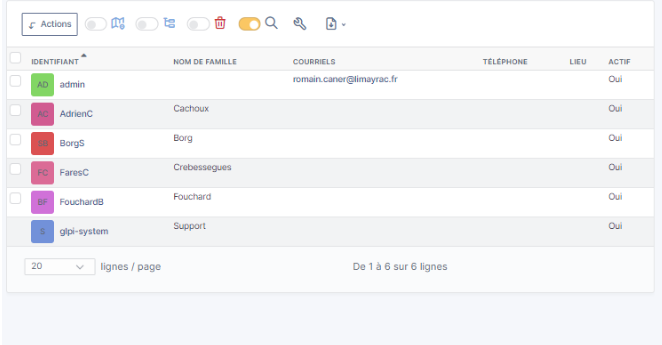 Actions
IDENTIFIANT NOM DE FAMILLE COURRIELS TÉLÉPHONE LIEU ACTIF
AD admin romain.caner@limayrac.fr Oui
AC AdrienC Cachoux Oui
SB BorgS Borg Oui
FC FaresC Crebessegues Oui
BF FouchardB Fouchard Oui
S glpi-system Support Oui
20 lignes / page De 1 à 6 sur 6 lignes